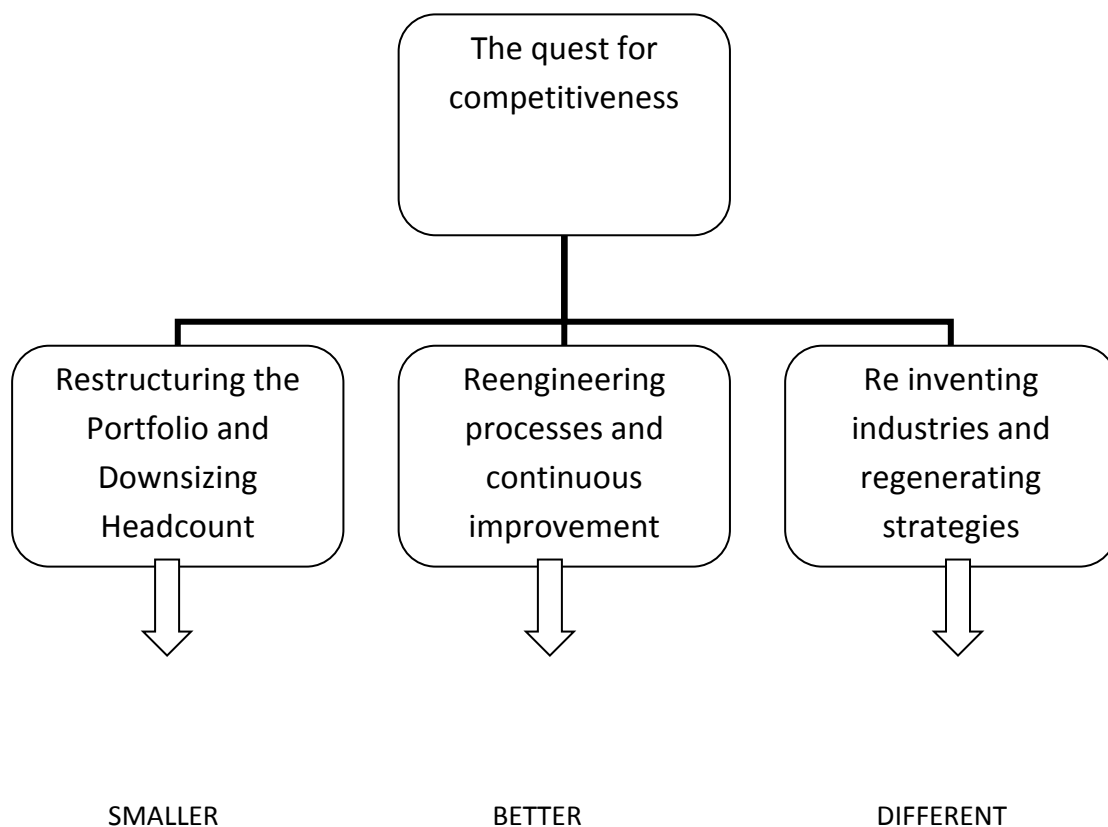 The quest for
competitiveness
Restructuring the
Portfolio and
Downsizing
Headcount
Reengineering
processes and
continuous
improvement
Re inventing
industries and
regenerating
strategies
SMALLER
BETTER
DIFFERENT